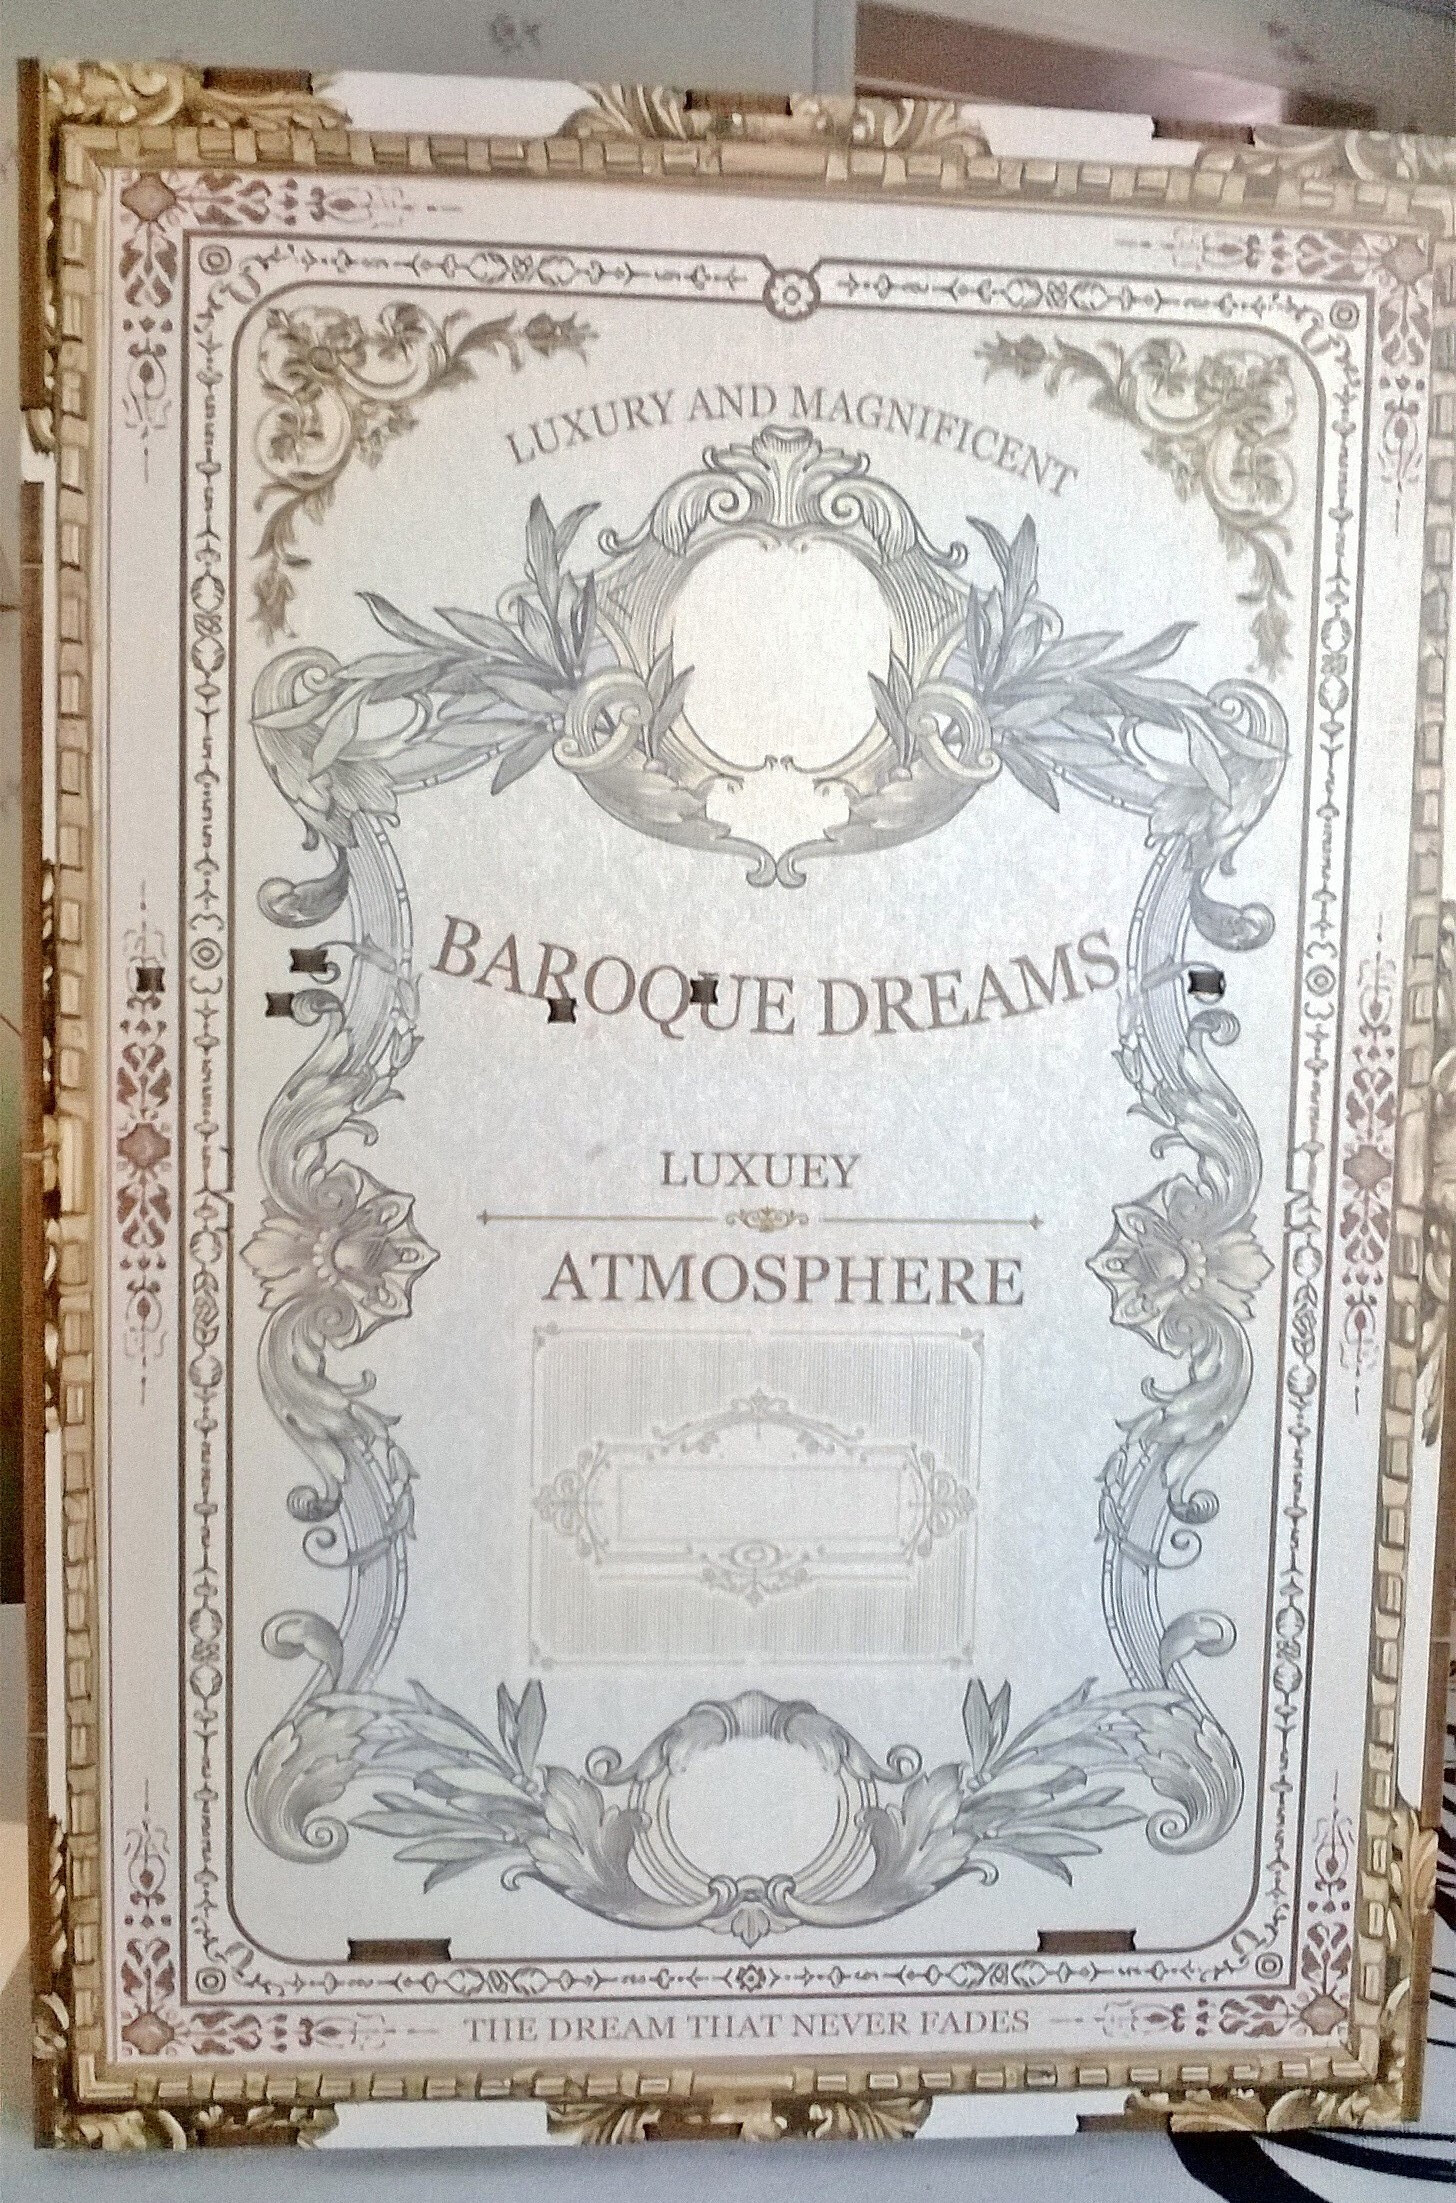 LUXURY AND MAGNIFICENT
BAROQUE DREAMS
LUXUEY
ATMOSPHERE
THE DREAM THAT NEVER FADES